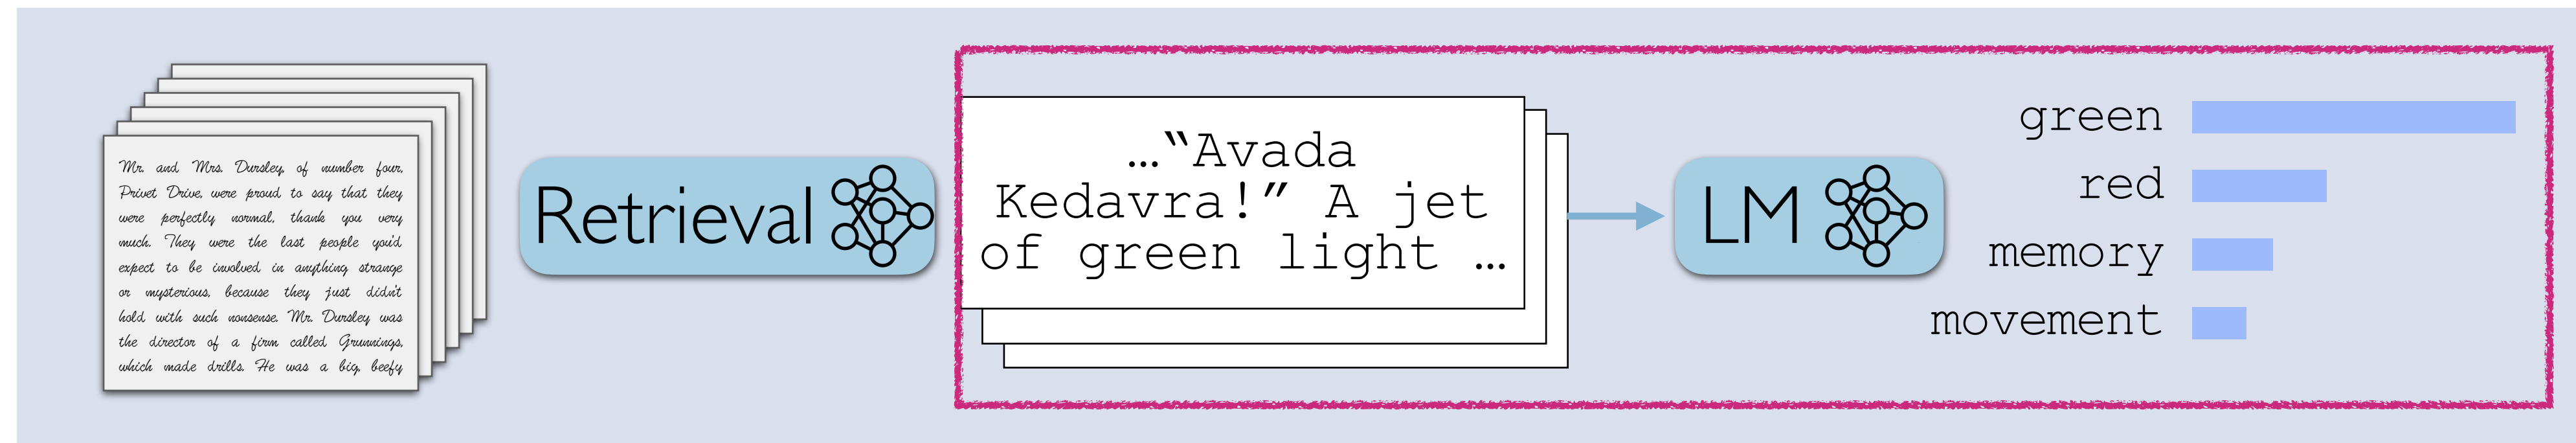 Mr. and Mrs. Dursley, of number four,
Privet Drive, were proud to say that they
were perfectly normal, thank you very
much. They were the last people you'd
expect to be involved in anything strange
or mysterious, because they just didn't
hold with such nonsense. Mr. Dursley was
the director of a firm called Grunnings,
which made drills. He was a big, beefy
Retrieval
…“Avada
Kedavra!” A jet
of green light …
LM
green
red
memory
movement